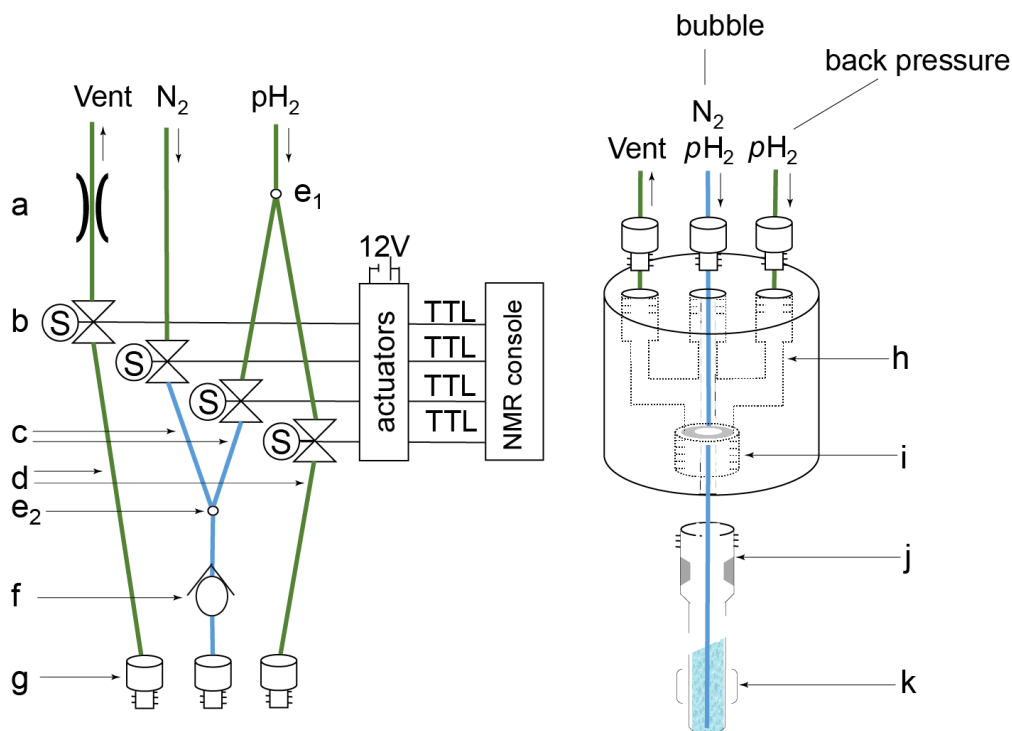 bubble
back pressure
Vent N₂ pH₂
N₂
Vent pH₂ pH₂
a
e₁
12V
b
S
TTL
S
TTL
h
S
TTL
actuators
NMR console
c
S
TTL
i
d
e₂
j
f
g
k